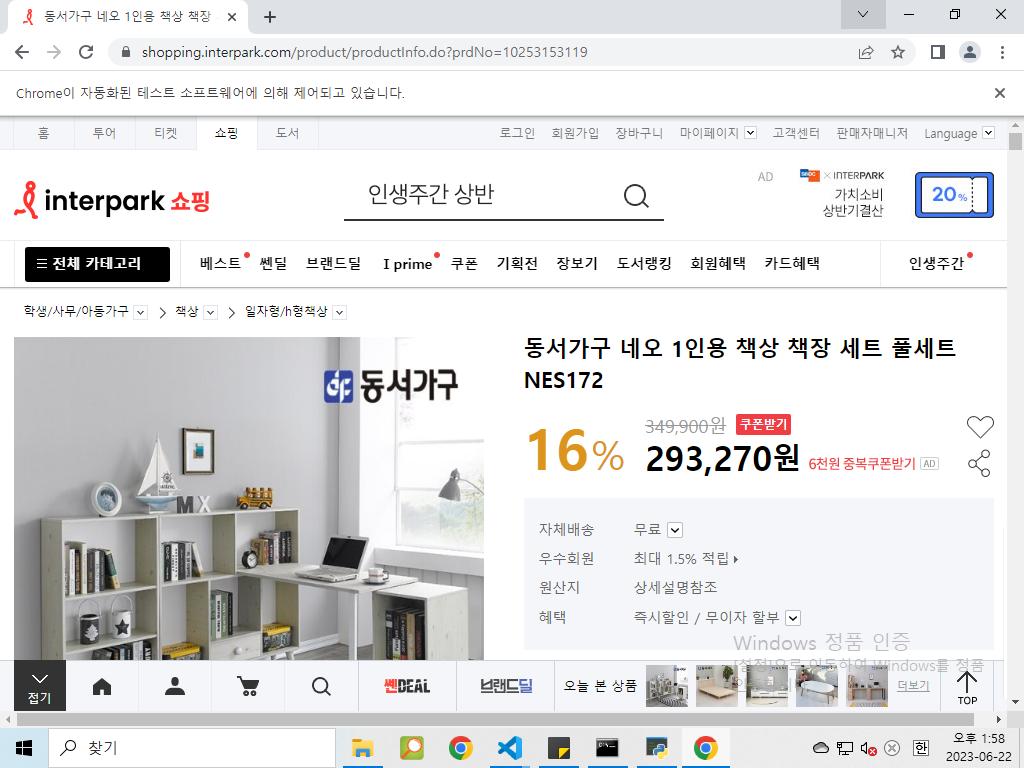 동서가구 네오 1인용 책상 책장
shopping.interpark.com/product/productInfo.do?prdNo=10253153119
Chrome이 자동화된 테스트 소프트웨어에 의해 제어되고 있습니다.
홈 투어 티켓 쇼핑 도서 로그인 회원가입 장바구니 마이페이지 고객센터 판매자매니저 Language
interpark 쇼핑
인생주간 상반
AD
× INTERPARK
가치소비
상반기결산
20%
전체 카테고리 베스트 쎈딜 브랜드딜 I prime 쿠폰 기획전 장보기 도서랭킹 회원혜택 카드혜택 인생주간
학생/사무/아동가구 책상 일자형/h형책상
동서가구
MX
동서가구 네오 1인용 책상 책장 세트 풀세트
NES172
16%
349,900원 쿠폰받기
293,270원 6천원 중복쿠폰받기 AD
자체배송 무료
우수회원 최대 1.5% 적립
원산지 상세설명참조
혜택 즉시할인 / 무이자 할부
Windows 정품 인증
[설정]으로 이동하여 Windows를 정품
접기
쎈DEAL
브랜드딜
오늘 본 상품
더보기
TOP
찾기
한
오후 1:58
2023-06-22